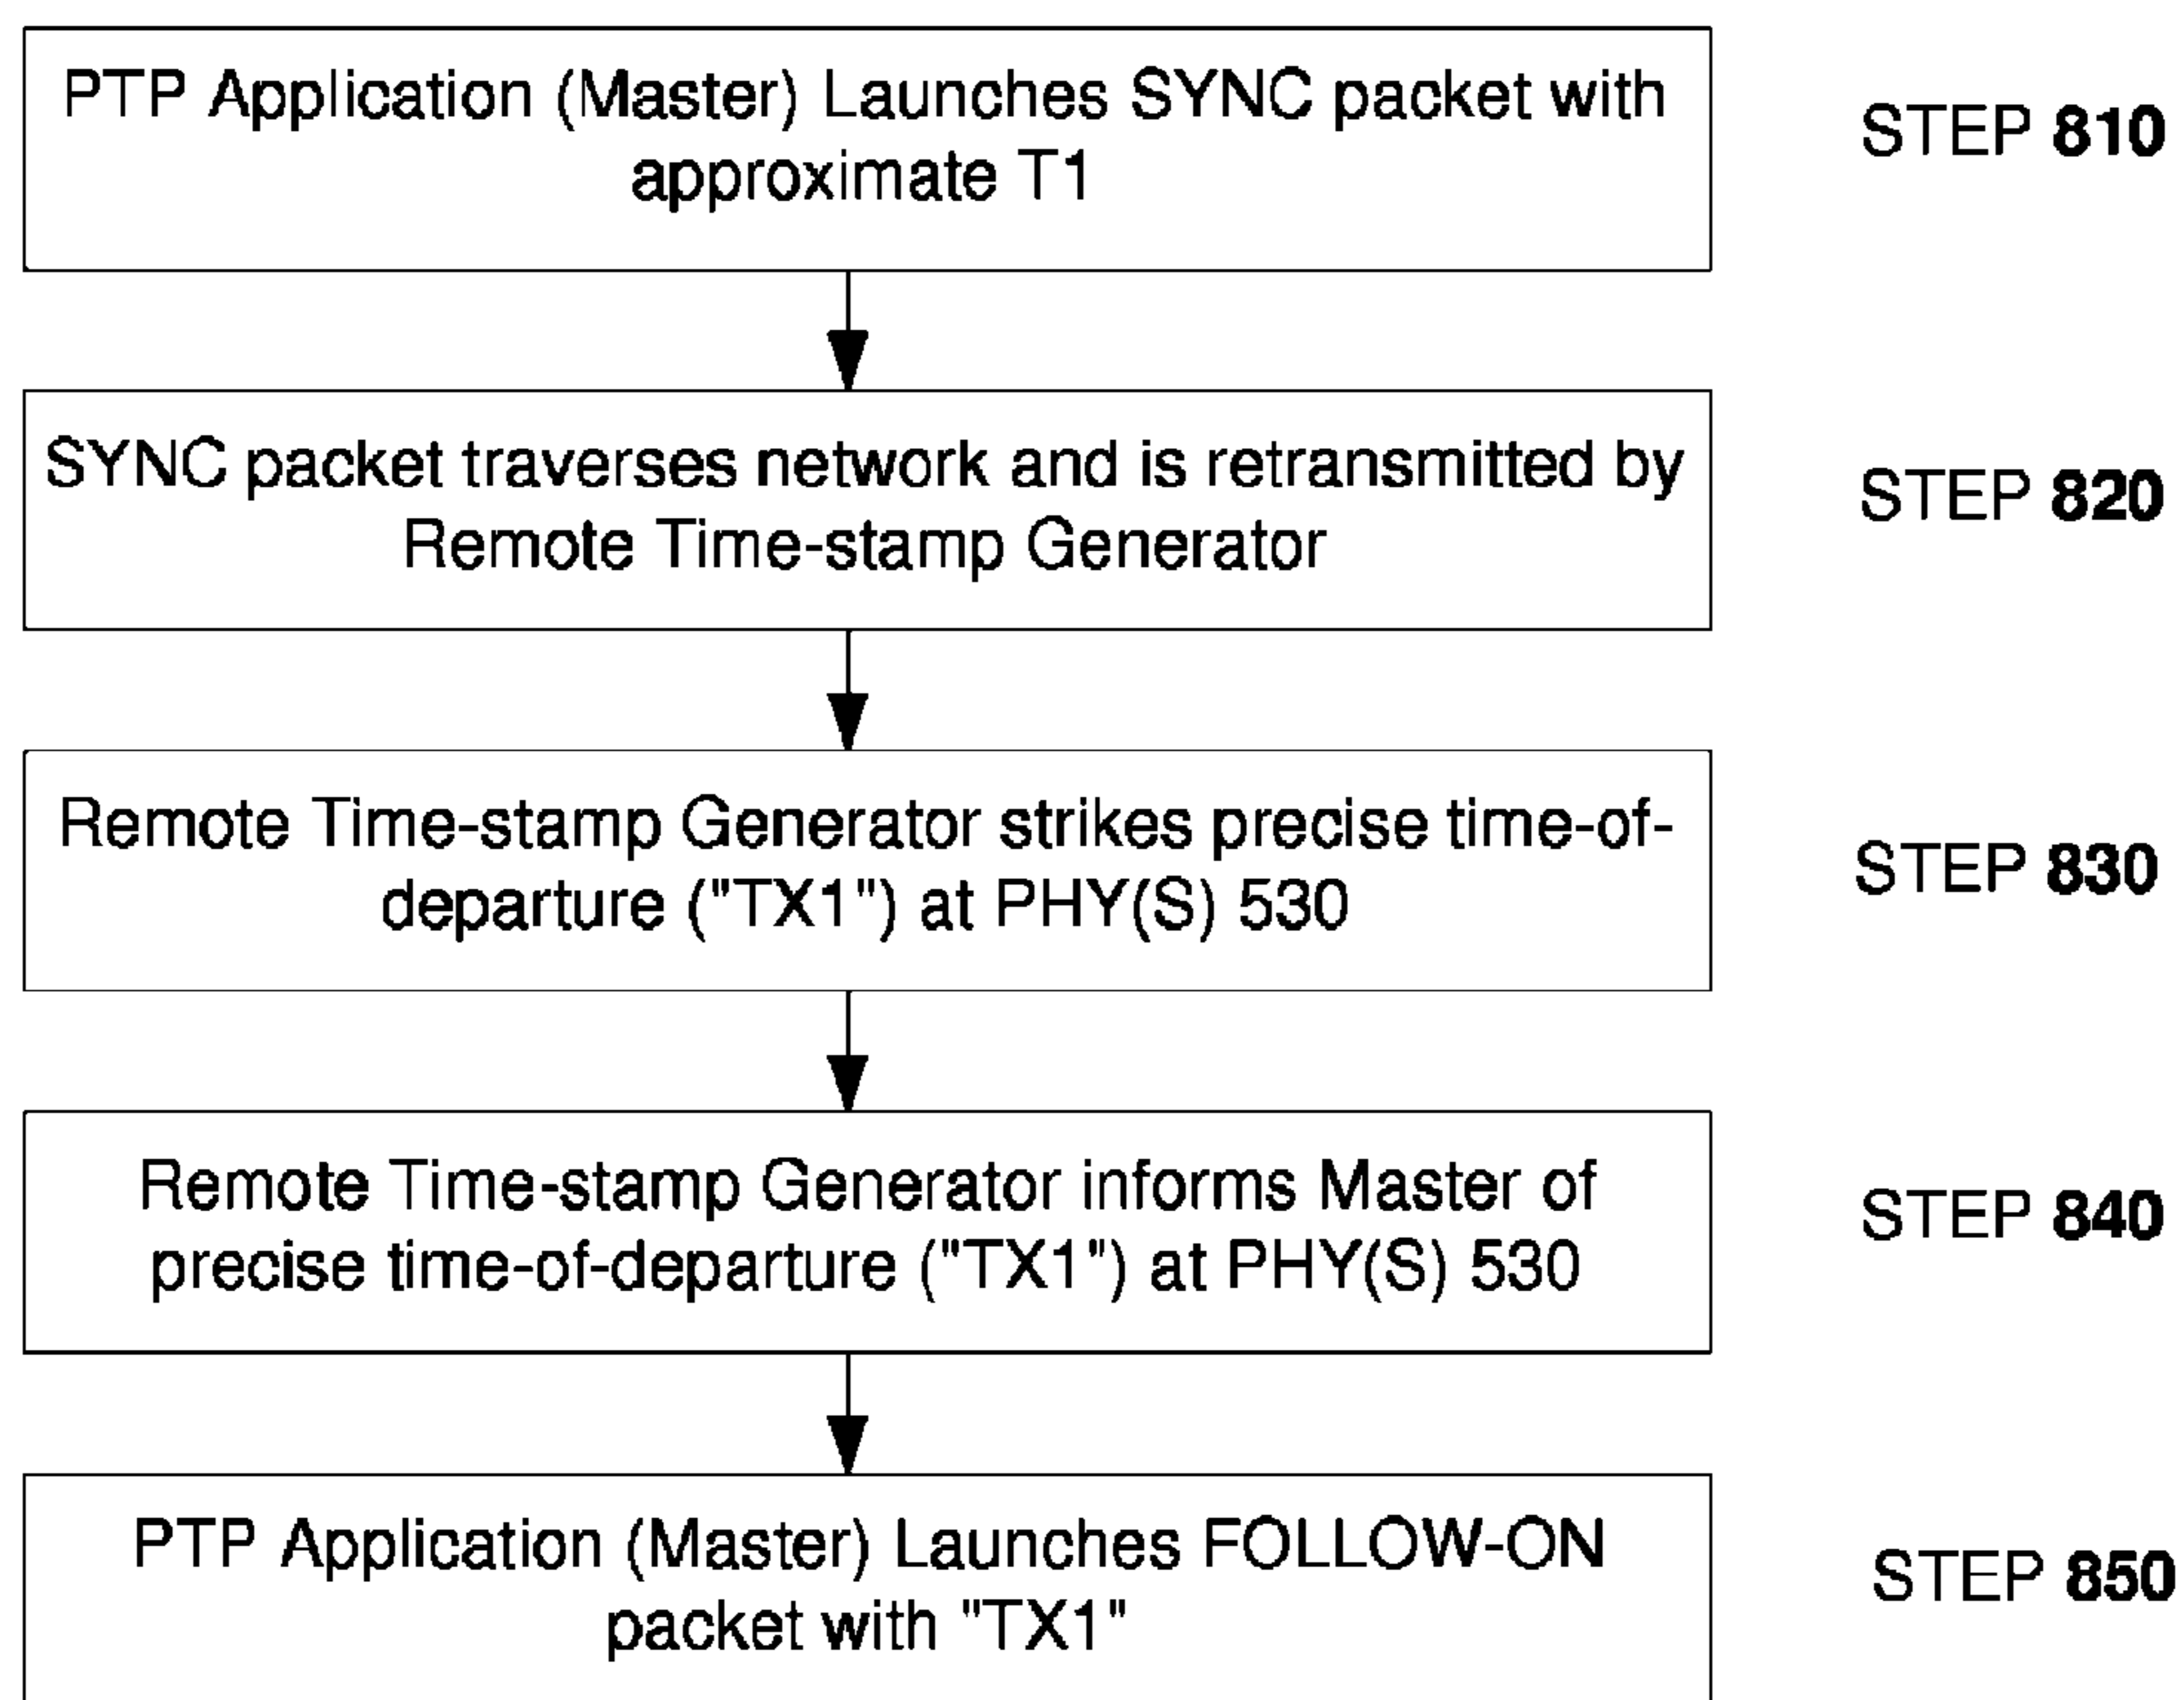 PTP Application (Master) Launches SYNC packet with
approximate T1
STEP 810
SYNC packet traverses network and is retransmitted by
Remote Time-stamp Generator
STEP 820
Remote Time-stamp Generator strikes precise time-of-
departure ("TX1") at PHY(S) 530
STEP 830
Remote Time-stamp Generator informs Master of
precise time-of-departure ("TX1") at PHY(S) 530
STEP 840
PTP Application (Master) Launches FOLLOW-ON
packet with "TX1"
STEP 850